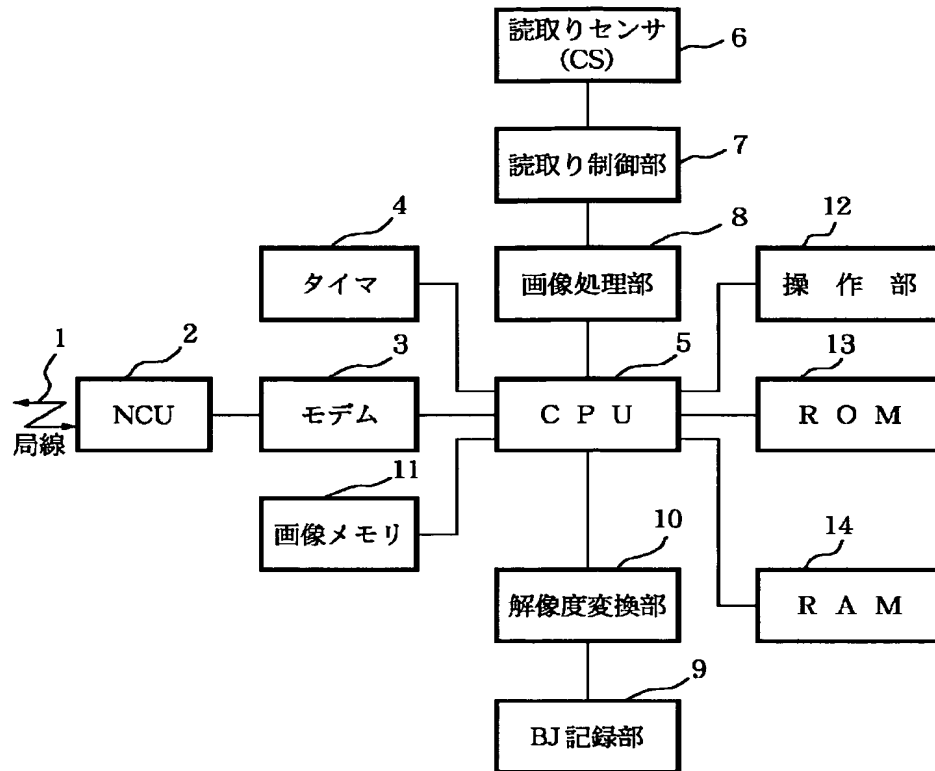 読取りセンサ
(CS)
6
読取り制御部
7
4
8
12
タイマ
画像処理部
操 作 部
1
2
3
5
13
NCU
モデム
C P U
R O M
局線
11
画像メモリ
10
14
解像度変換部
R A M
9
BJ記録部